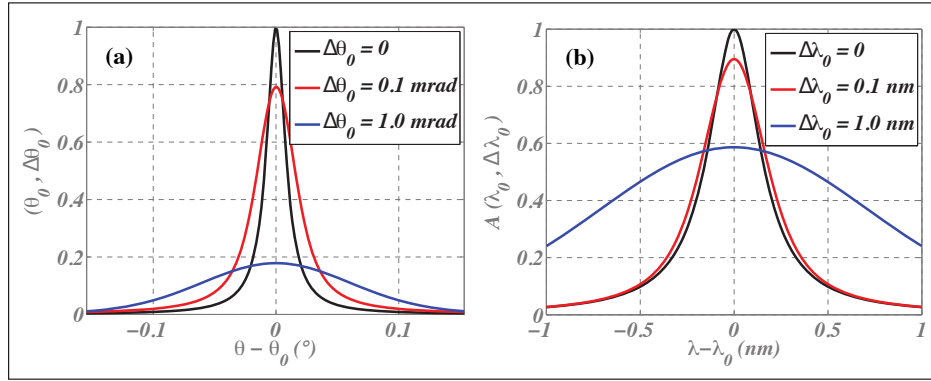 (a)
Δθ₀ = 0
Δθ₀ = 0.1 mrad
Δθ₀ = 1.0 mrad
(θ₀ , Δθ₀)
1
0.8
0.6
0.4
0.2
0
−0.1
0
0.1
θ − θ₀ (°)
(b)
Δλ₀ = 0
Δλ₀ = 0.1 nm
Δλ₀ = 1.0 nm
A (λ₀ , Δλ₀)
1
0.8
0.6
0.4
0.2
0
−1
−0.5
0
0.5
1
λ−λ₀ (nm)